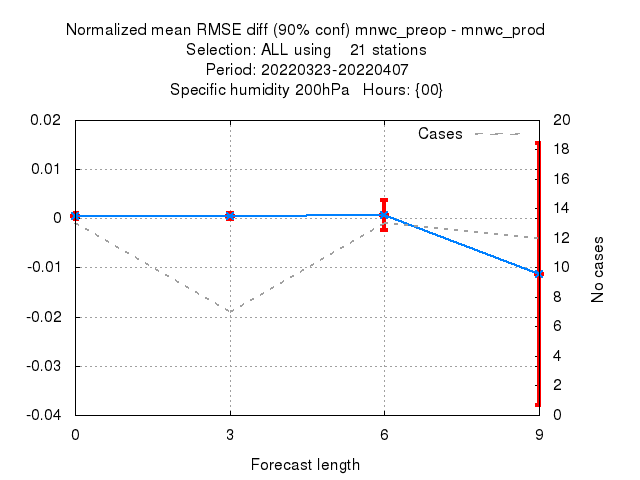 Normalized mean RMSE diff (90% conf) mnwc_preop - mnwc_prod
Selection: ALL using    21 stations
Period: 20220323-20220407
Specific humidity 200hPa   Hours: {00}
Cases
0.02
0.01
0
-0.01
-0.02
-0.03
-0.04
20
18
16
14
12
10
8
6
4
2
0
No cases
0 3 6 9
Forecast length